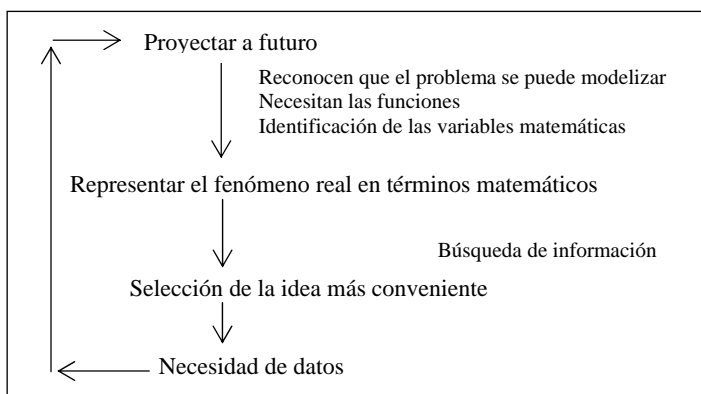 Proyectar a futuro
Reconocen que el problema se puede modelizar
Necesitan las funciones
Identificación de las variables matemáticas
Representar el fenómeno real en términos matemáticos
Búsqueda de información
Selección de la idea más conveniente
Necesidad de datos